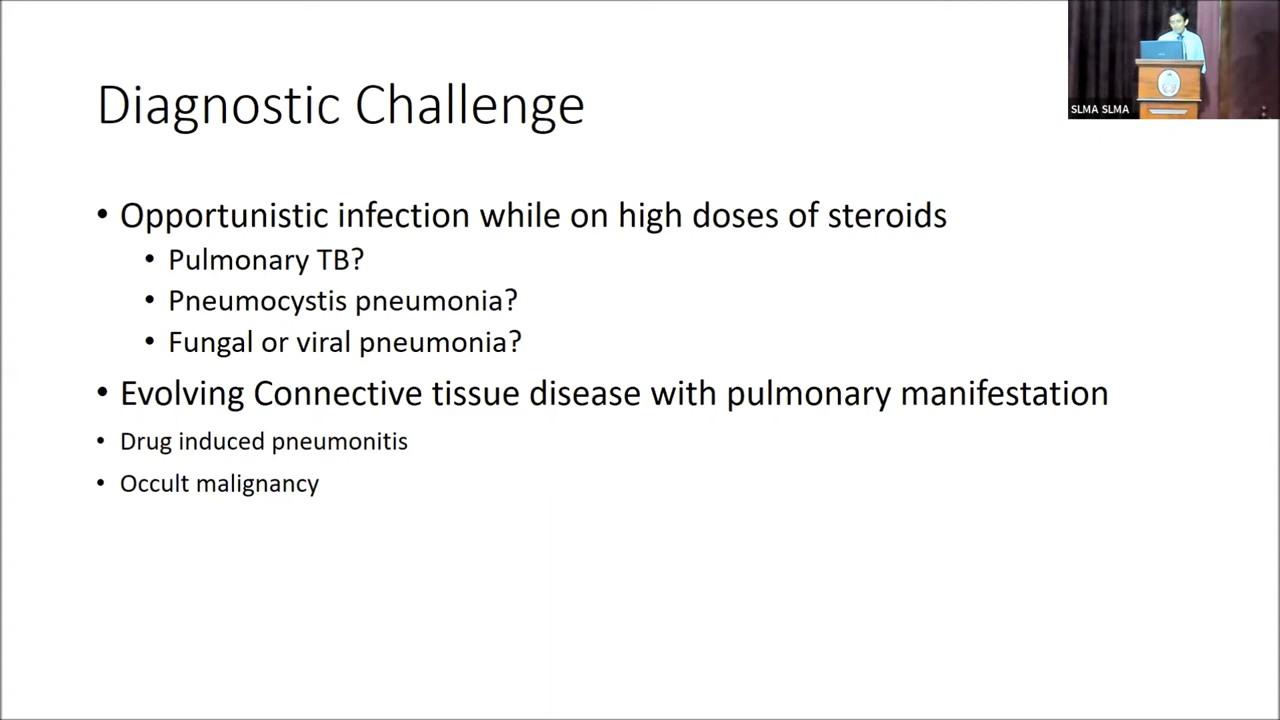 Diagnostic Challenge
• Opportunistic infection while on high doses of steroids
• Pulmonary TB?
• Pneumocystis pneumonia?
• Fungal or viral pneumonia?
• Evolving Connective tissue disease with pulmonary manifestation
• Drug induced pneumonitis
• Occult malignancy
SLMA SLMA